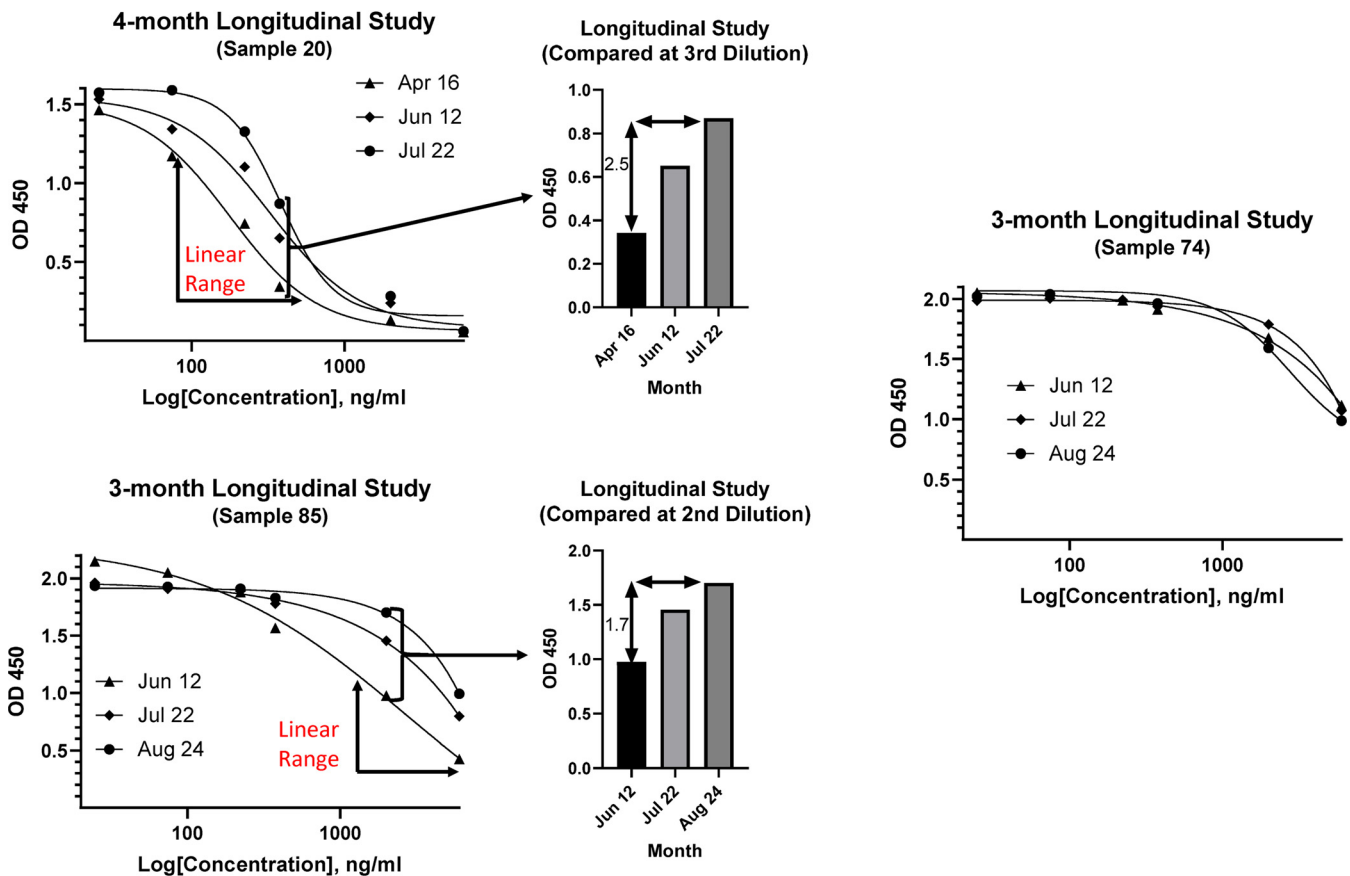 4-month Longitudinal Study
(Sample 20)
Apr 16
Jun 12
Jul 22
1.5
1.0
0.5
OD 450
Linear
Range
100
1000
Log[Concentration], ng/ml
Longitudinal Study
(Compared at 3rd Dilution)
1.0
0.8
0.6
0.4
0.2
0.0
OD 450
2.5
Apr 16
Jun 12
Jul 22
Month
3-month Longitudinal Study
(Sample 74)
2.0
1.5
1.0
0.5
OD 450
Jun 12
Jul 22
Aug 24
100
1000
Log[Concentration], ng/ml
3-month Longitudinal Study
(Sample 85)
2.0
1.5
1.0
0.5
OD 450
Jun 12
Jul 22
Aug 24
Linear
Range
100
1000
Log[Concentration], ng/ml
Longitudinal Study
(Compared at 2nd Dilution)
2.0
1.5
1.0
0.5
0.0
OD 450
1.7
Jun 12
Jul 22
Aug 24
Month